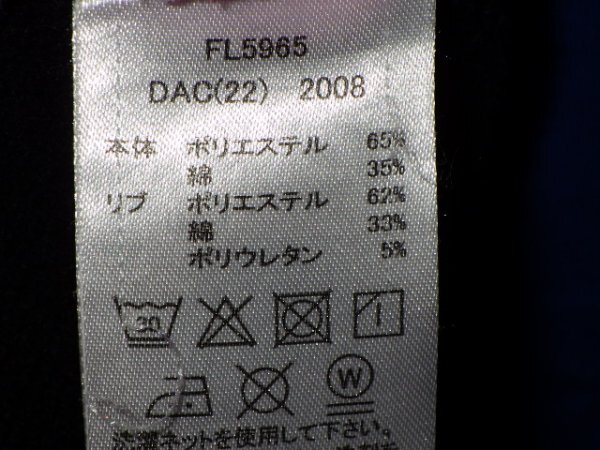 FL5965
DAC(22) 2008
本体 ポリエステル 65%
綿 35%
リブ ポリエステル 62%
綿 33%
ポリウレタン 5%
30
W
洗濯ネットを使用して下さい。